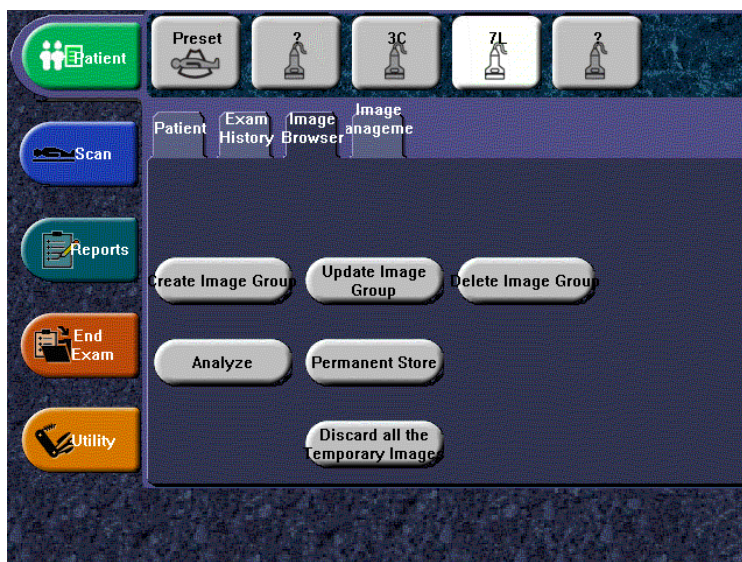 Patient
Preset
?
3C
7L
?
Patient
Exam
History
Image
Browser
Image
anageme
Scan
Reports
End
Exam
Utility
Create Image Group
Update Image
Group
Delete Image Group
Analyze
Permanent Store
Discard all the
Temporary Images